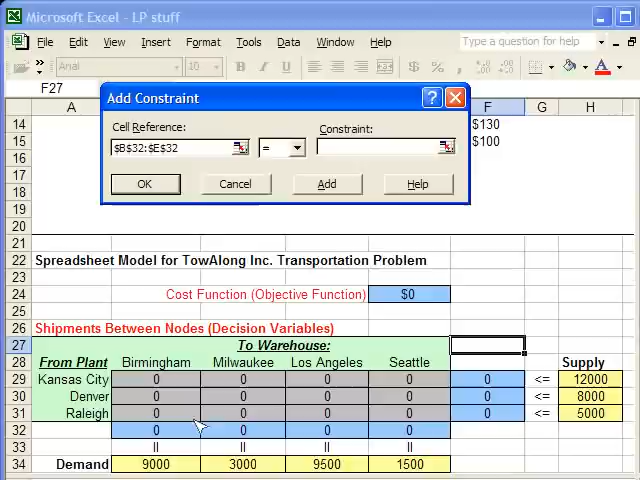 Microsoft Excel - LP stuff
File Edit View Insert Format Tools Data Window Help Type a question for help
Arial 10 B $ % A
F27
Add Constraint
Cell Reference:
Constraint:
$B$32:$E$32 =
OK Cancel Add Help
A F G H
14 $130
15 $100
16
17
18
19
20
21
22 Spreadsheet Model for TowAlong Inc. Transportation Problem
23
24 Cost Function (Objective Function) $0
25
26 Shipments Between Nodes (Decision Variables)
27 To Warehouse:
28 From Plant Birmingham Milwaukee Los Angeles Seattle Supply
29 Kansas City 0 0 0 0 0 <= 12000
30 Denver 0 0 0 0 0 <= 8000
31 Raleigh 0 0 0 0 0 <= 5000
32 0 0 0 0
33 = = = =
34 Demand 9000 3000 9500 1500